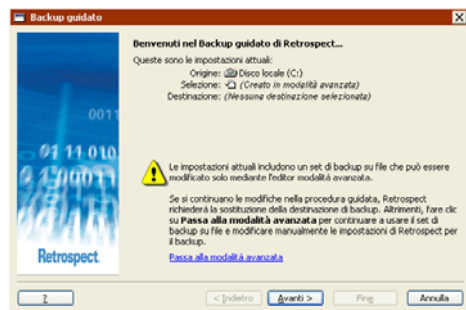 Backup guidato
Benvenuti nel Backup guidato di Retrospect...
Queste sono le impostazioni attuali:
Origine: Disco locale (C:)
Selezione: (Creato in modalità avanzata)
Destinazione: (Nessuna destinazione selezionata)
0011
01 11 010
Le impostazioni attuali includono un set di backup su file che può essere
modificato solo mediante l'editor modalità avanzata.
Se si continuano le modifiche nella procedura guidata, Retrospect
richiederà la sostituzione della destinazione di backup. Altrimenti, fare clic
su Passa alla modalità avanzata per continuare a usare il set di
backup su file e modificare manualmente le impostazioni di Retrospect per
il backup.
Retrospect.
Passa alla modalità avanzata
?
< Indietro
Avanti >
Fine
Annulla